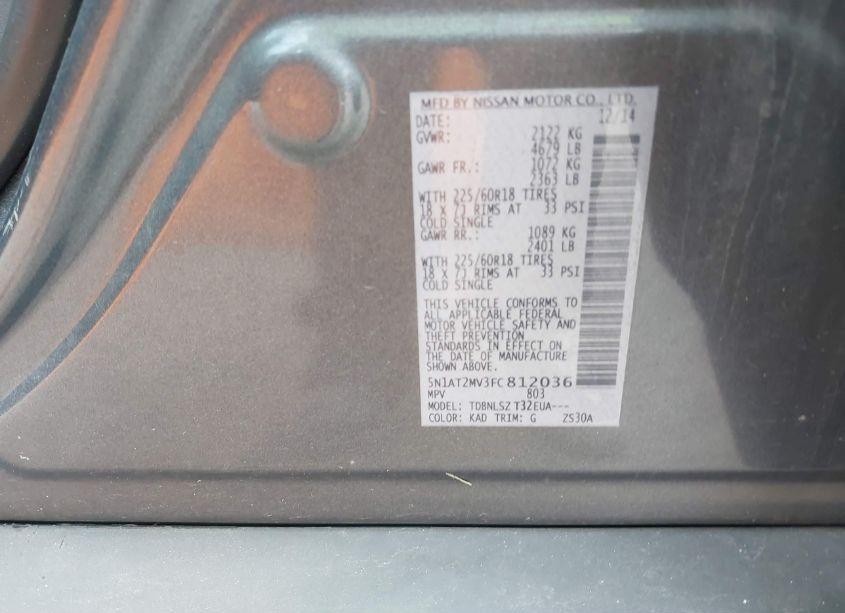 MFD BY NISSAN MOTOR CO., LTD.
DATE: 12/14
GVWR: 2122 KG
4679 LB
GAWR FR.: 1072 KG
2363 LB
WITH 225/60R18 TIRES
18 X 7J RIMS AT 33 PSI
COLD SINGLE
GAWR RR.: 1089 KG
2401 LB
WITH 225/60R18 TIRES
18 X 7J RIMS AT 33 PSI
COLD SINGLE
THIS VEHICLE CONFORMS TO
ALL APPLICABLE FEDERAL
MOTOR VEHICLE SAFETY AND
THEFT PREVENTION
STANDARDS IN EFFECT ON
THE DATE OF MANUFACTURE
SHOWN ABOVE.
5N1AT2MV3FC812036
MPV 803
MODEL: TDBNLSZ T32EUA---
COLOR: KAD TRIM: G ZS30A